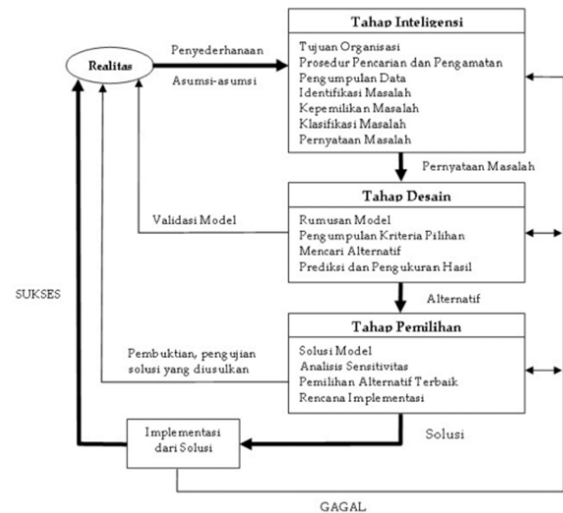 Tahap Inteligensi
Penyederhanaan
Realitas
Asumsi-asumsi
Tujuan Organisasi
Prosedur Pencarian dan Pengamatan
Pengumpulan Data
Identifikasi Masalah
Kepemilikan Masalah
Klasifikasi Masalah
Pernyataan Masalah
Pernyataan Masalah
Tahap Desain
Validasi Model
Rumusan Model
Pengumpulan Kriteria Pilihan
Mencari Alternatif
Prediksi dan Pengukuran Hasil
SUKSES
Alternatif
Tahap Pemilihan
Pembuktian, pengujian
solusi yang diusulkan
Solusi Model
Analisis Sensitivitas
Pemilihan Alternatif Terbaik
Rencana Implementasi
Implementasi
dari Solusi
Solusi
GAGAL